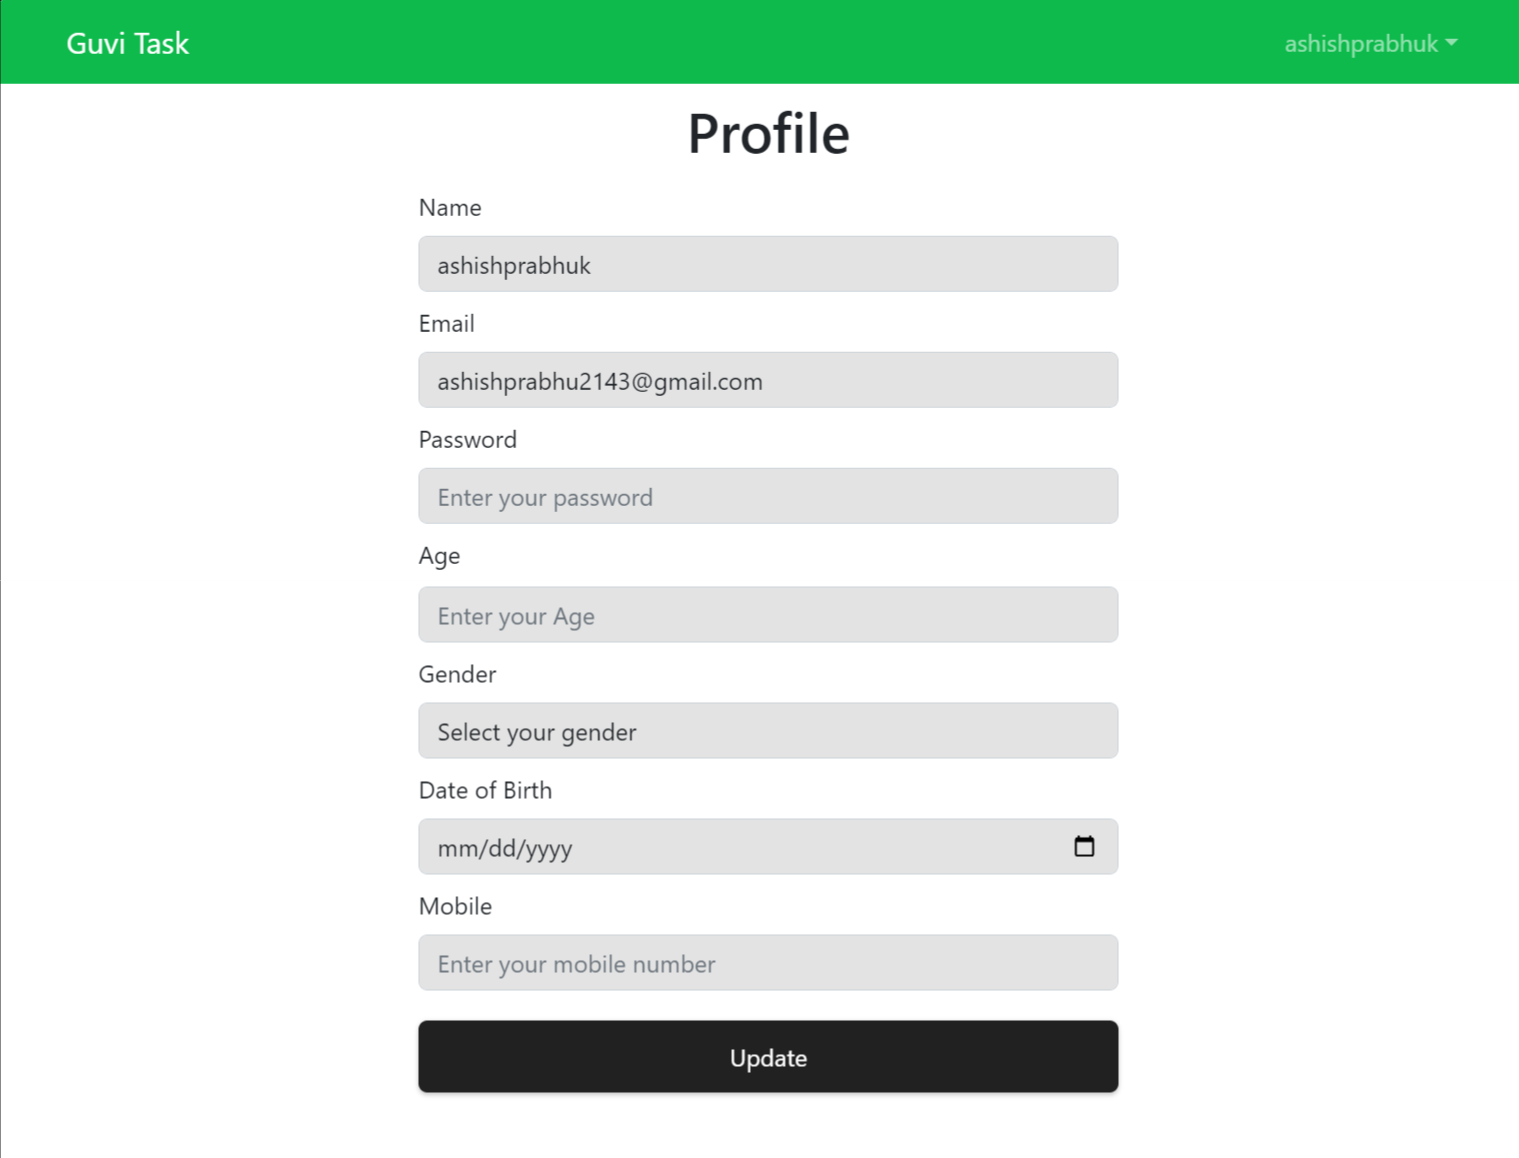 Guvi Task
ashishprabhuk
Profile
Name
ashishprabhuk
Email
ashishprabhu2143@gmail.com
Password
Enter your password
Age
Enter your Age
Gender
Select your gender
Date of Birth
mm/dd/yyyy
Mobile
Enter your mobile number
Update